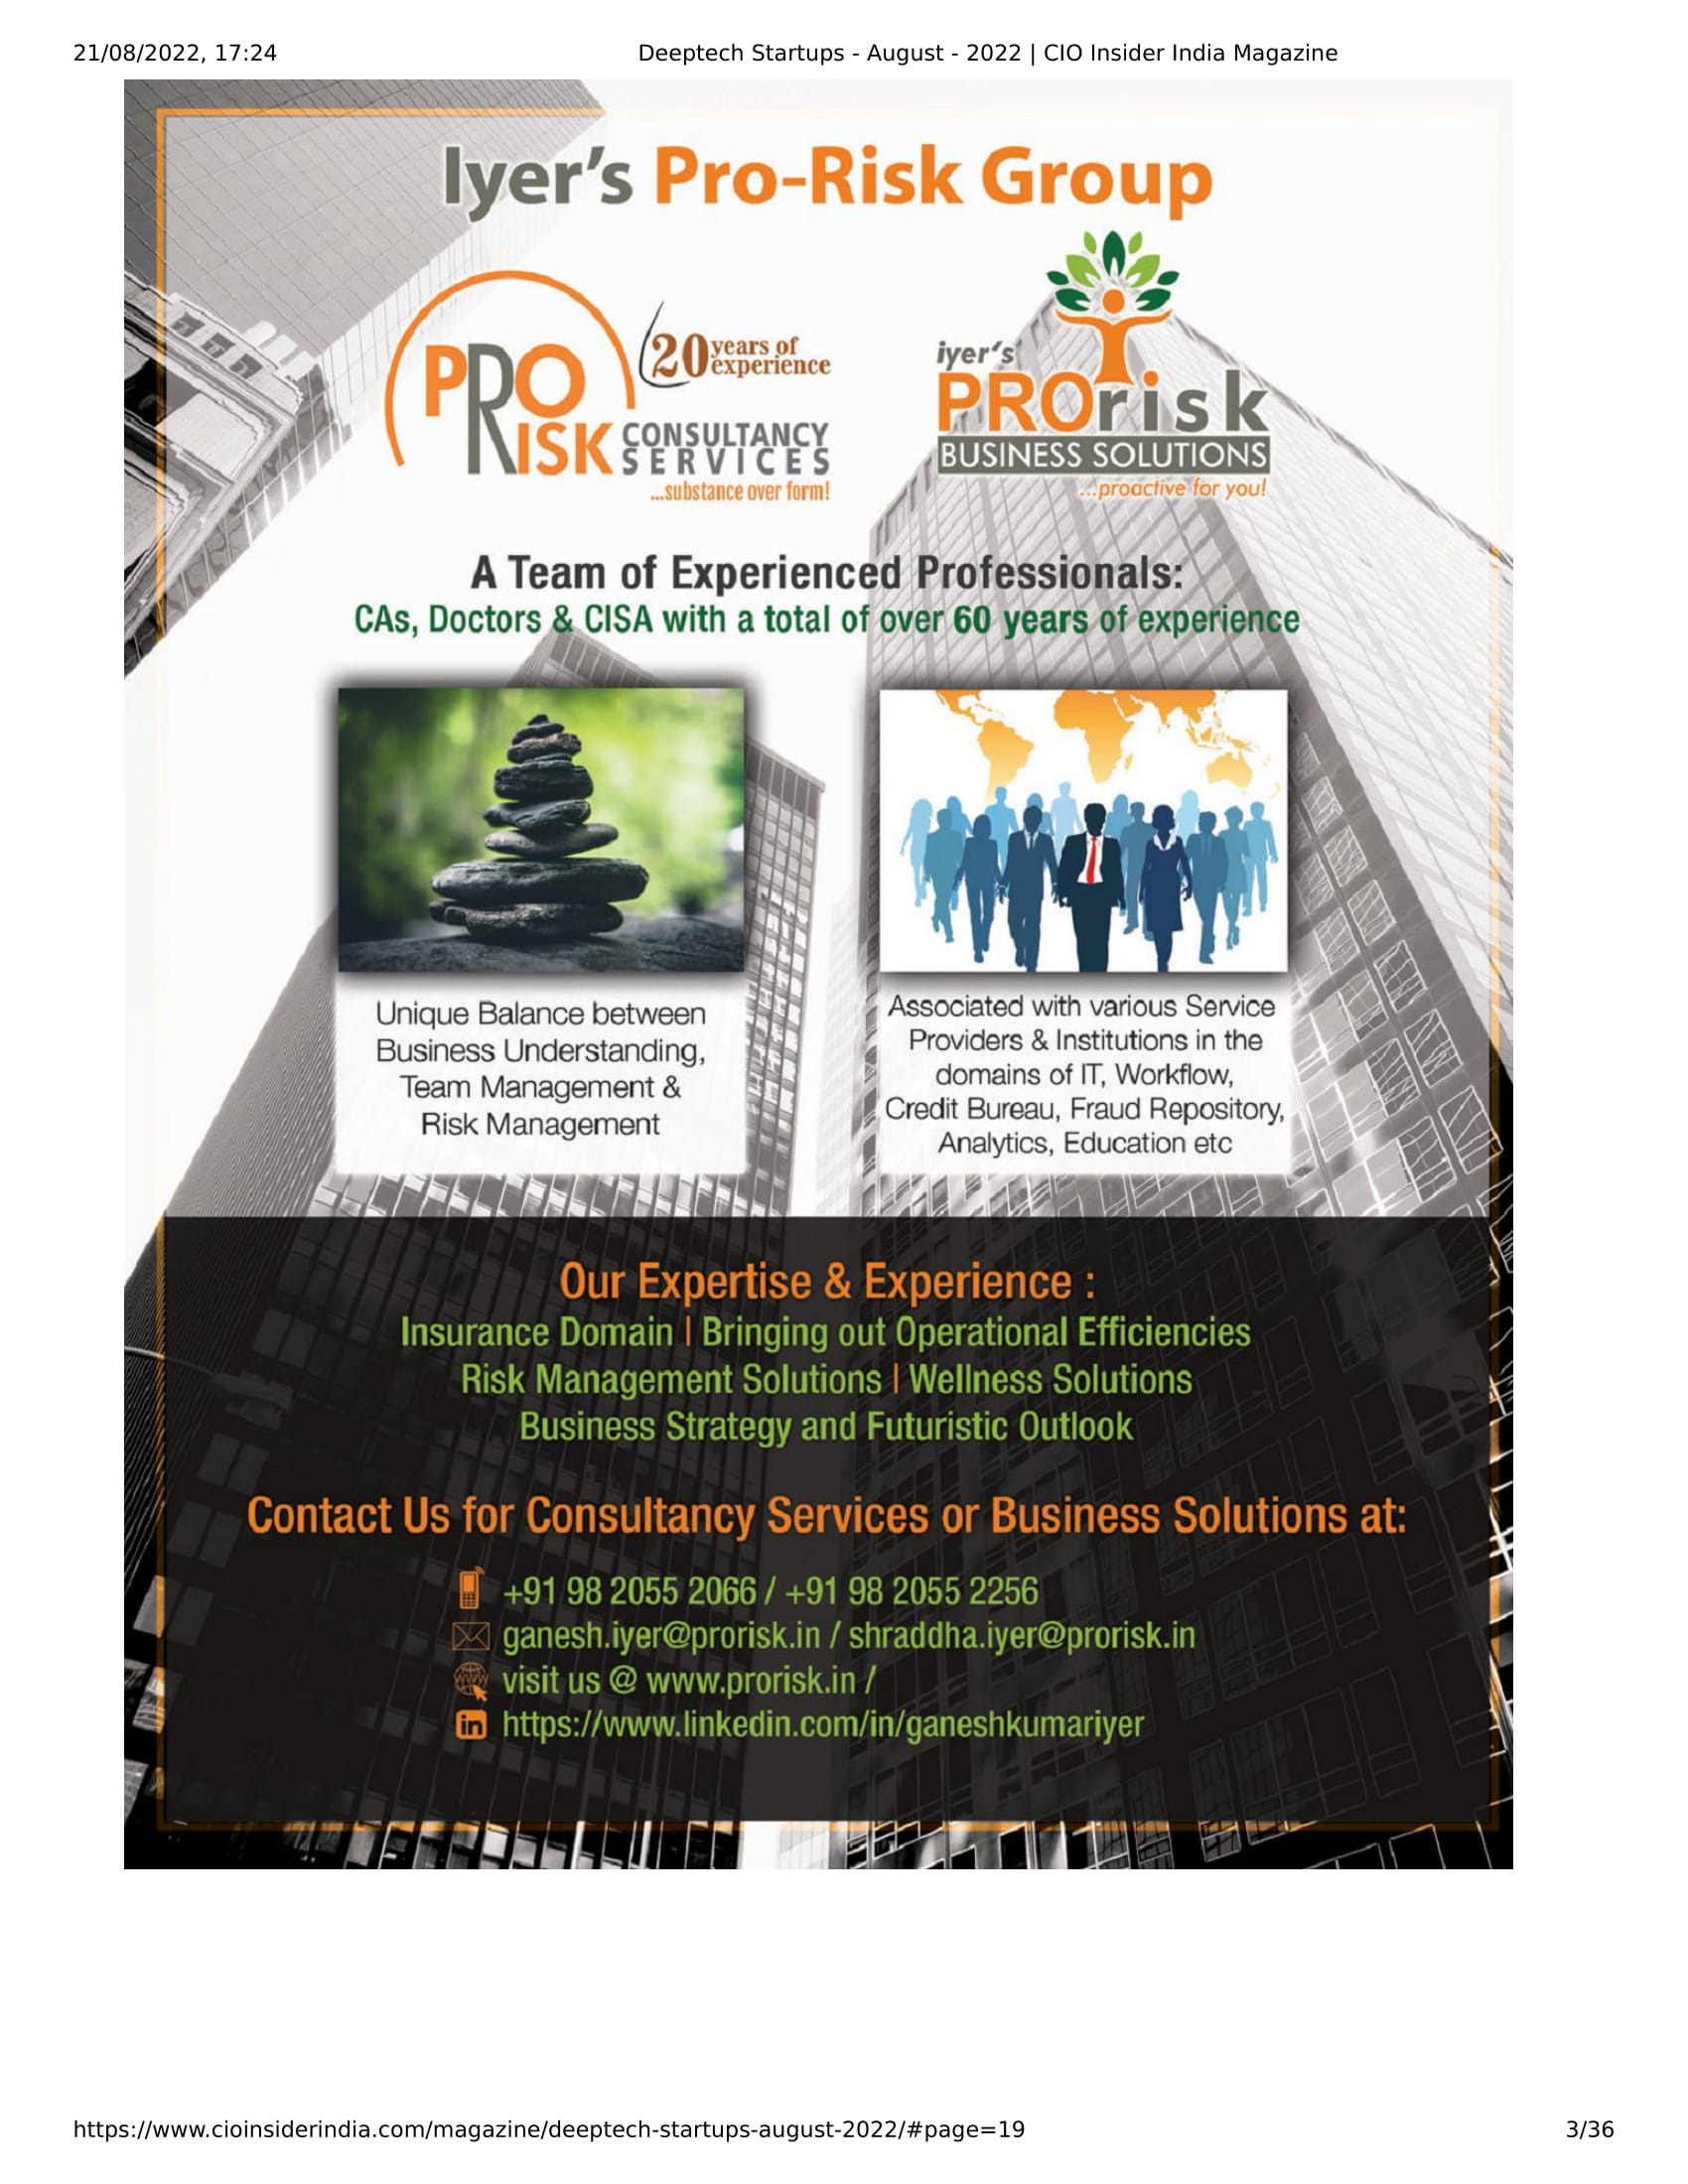 21/08/2022, 17:24
Deeptech Startups - August - 2022 | CIO Insider India Magazine
Iyer's Pro-Risk Group
PRO
RISK
20 years of
experience
CONSULTANCY
SERVICES
...substance over form!
iyer's
PROrisk
BUSINESS SOLUTIONS
...proactive for you!
A Team of Experienced Professionals:
CAs, Doctors & CISA with a total of over 60 years of experience
Unique Balance between
Business Understanding,
Team Management &
Risk Management
Associated with various Service
Providers & Institutions in the
domains of IT, Workflow,
Credit Bureau, Fraud Repository,
Analytics, Education etc
Our Expertise & Experience :
Insurance Domain | Bringing out Operational Efficiencies
Risk Management Solutions | Wellness Solutions
Business Strategy and Futuristic Outlook
Contact Us for Consultancy Services or Business Solutions at:
+91 98 2055 2066 / +91 98 2055 2256
ganesh.iyer@prorisk.in / shraddha.iyer@prorisk.in
visit us @ www.prorisk.in /
in https://www.linkedin.com/in/ganeshkumariyer
https://www.cioinsiderindia.com/magazine/deeptech-startups-august-2022/#page=19
3/36